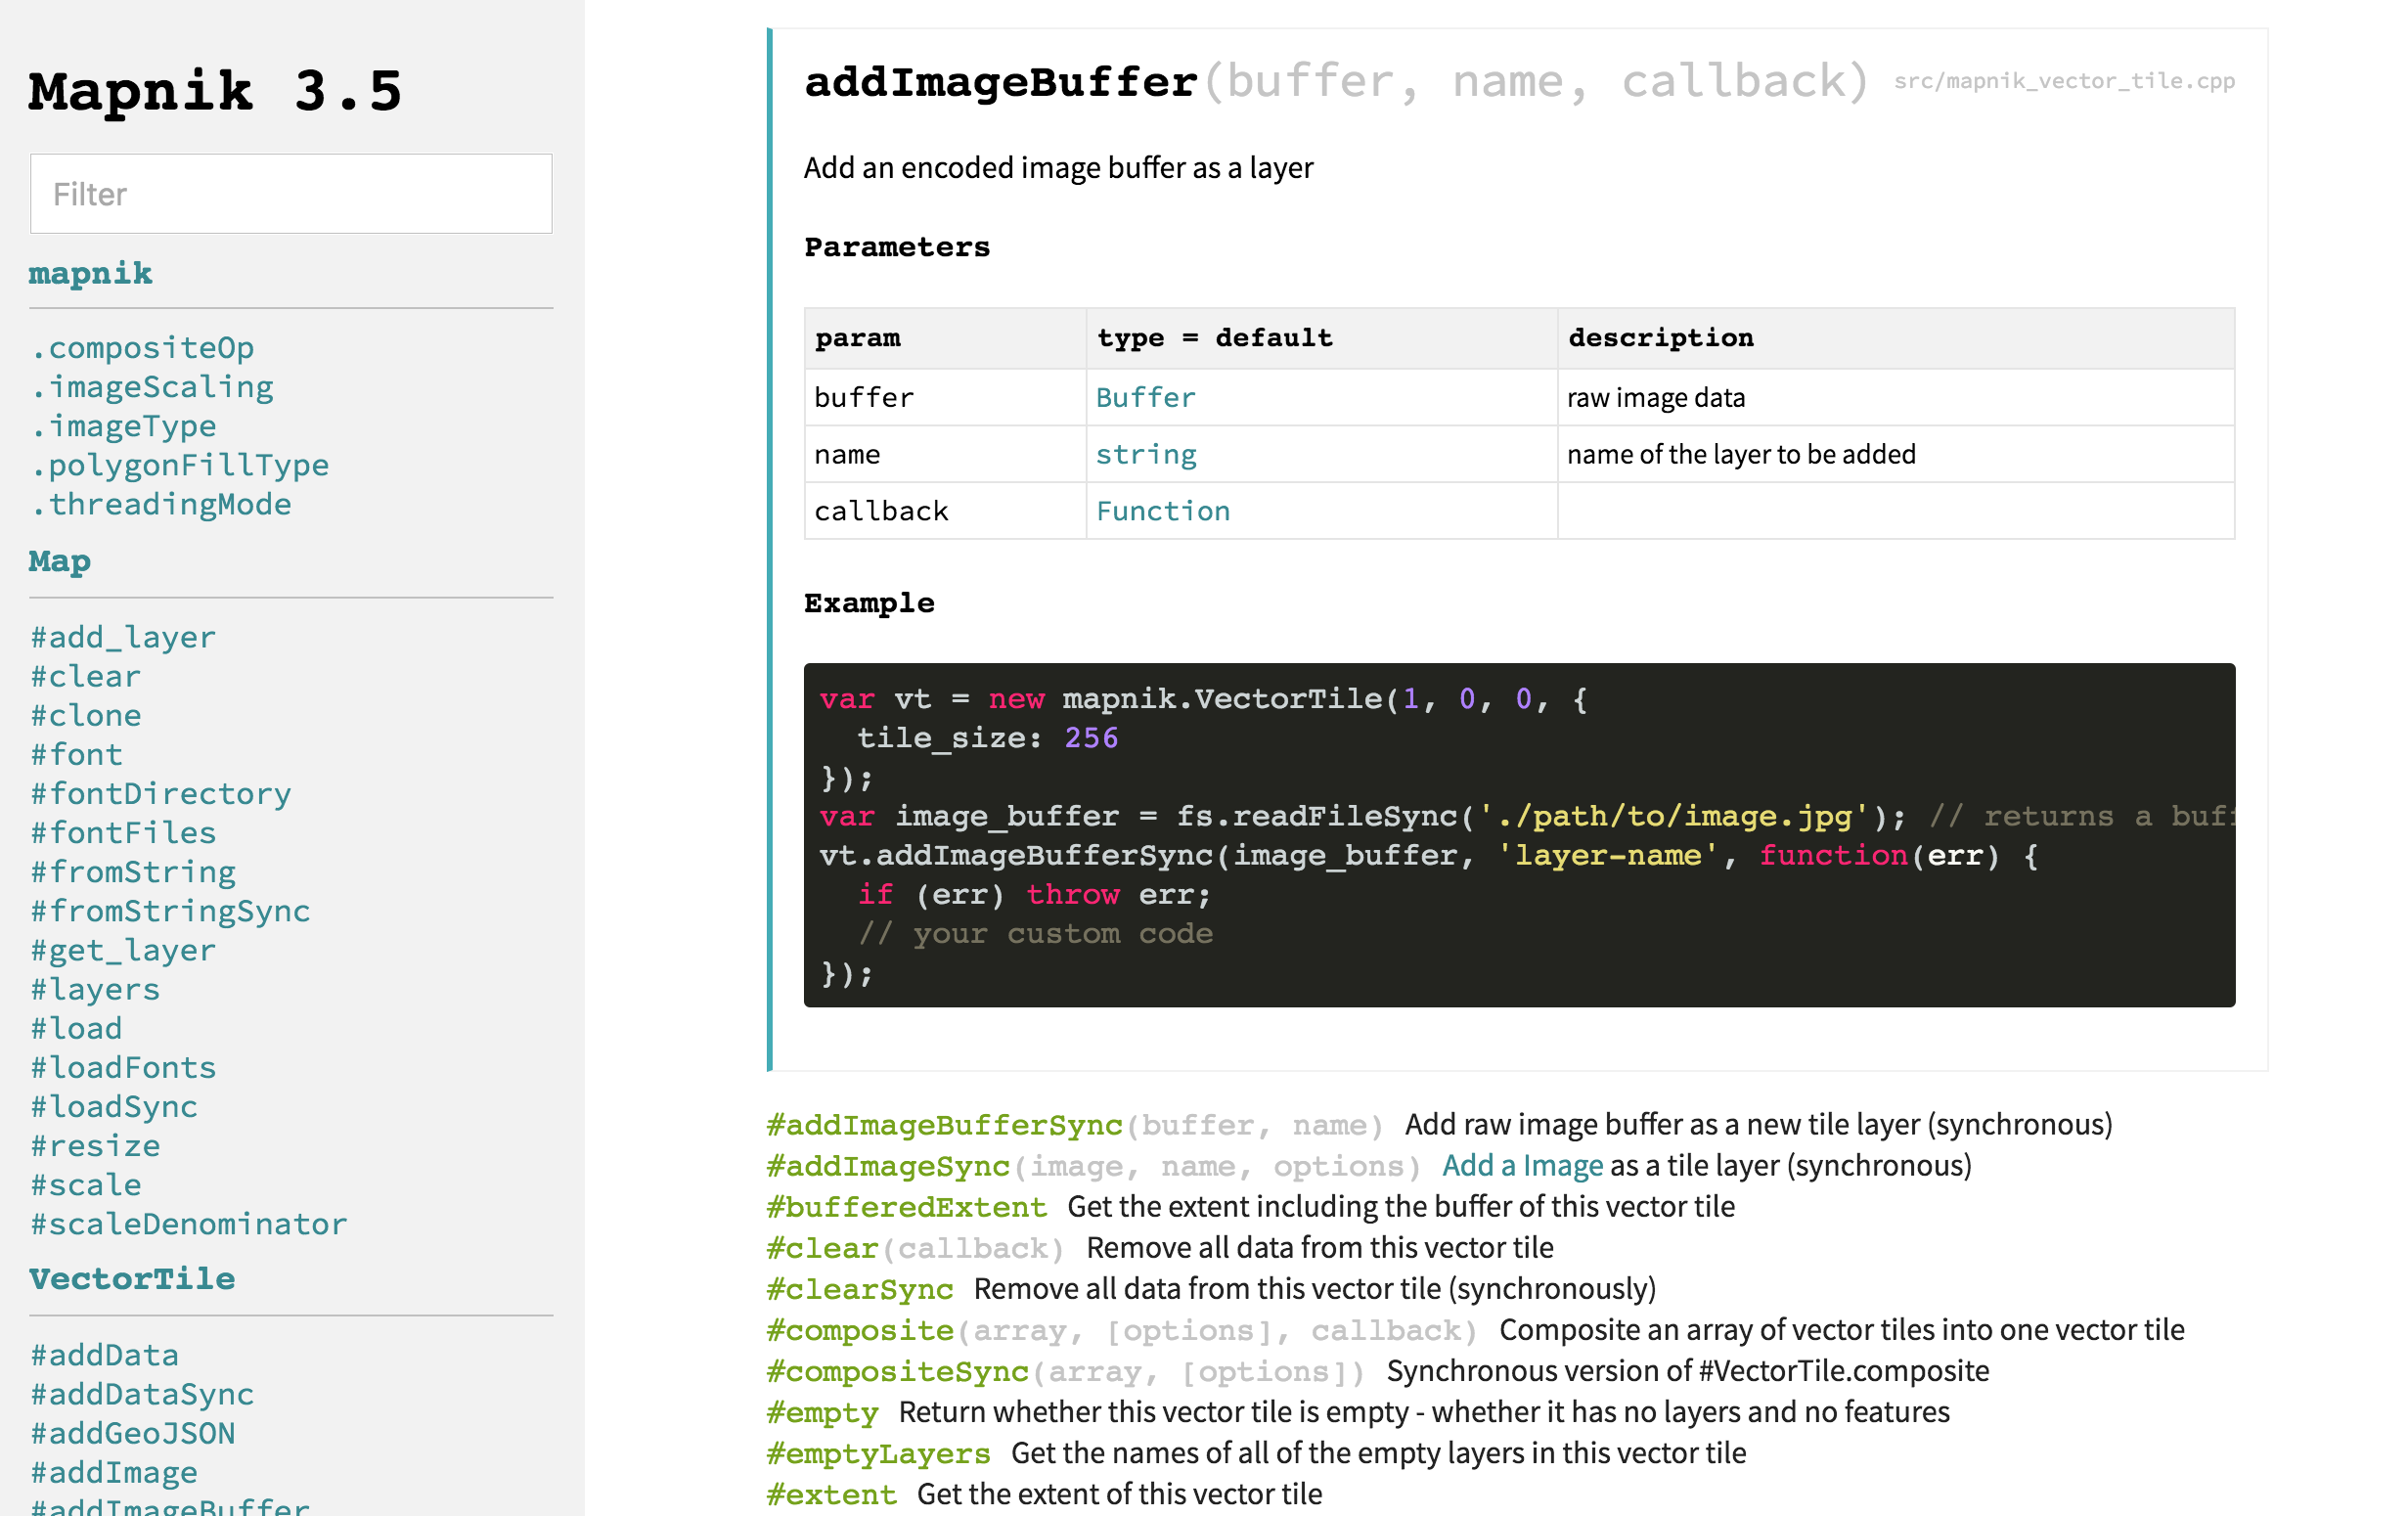 Mapnik 3.5
Filter
mapnik
.compositeOp
.imageScaling
.imageType
.polygonFillType
.threadingMode
Map
#add_layer
#clear
#clone
#font
#fontDirectory
#fontFiles
#fromString
#fromStringSync
#get_layer
#layers
#load
#loadFonts
#loadSync
#resize
#scale
#scaleDenominator
VectorTile
#addData
#addDataSync
#addGeoJSON
#addImage
#addImageBuffer
addImageBuffer(buffer, name, callback) src/mapnik_vector_tile.cpp
Add an encoded image buffer as a layer
Parameters
param type = default description
buffer Buffer raw image data
name string name of the layer to be added
callback Function
Example
var vt = new mapnik.VectorTile(1, 0, 0, {
  tile_size: 256
});
var image_buffer = fs.readFileSync('./path/to/image.jpg'); // returns a buff
vt.addImageBufferSync(image_buffer, 'layer-name', function(err) {
  if (err) throw err;
  // your custom code
});
#addImageBufferSync(buffer, name) Add raw image buffer as a new tile layer (synchronous)
#addImageSync(image, name, options) Add a Image as a tile layer (synchronous)
#bufferedExtent Get the extent including the buffer of this vector tile
#clear(callback) Remove all data from this vector tile
#clearSync Remove all data from this vector tile (synchronously)
#composite(array, [options], callback) Composite an array of vector tiles into one vector tile
#compositeSync(array, [options]) Synchronous version of #VectorTile.composite
#empty Return whether this vector tile is empty - whether it has no layers and no features
#emptyLayers Get the names of all of the empty layers in this vector tile
#extent Get the extent of this vector tile